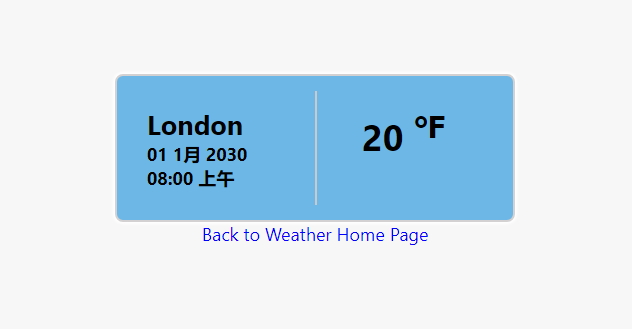 London
01 1月 2030
08:00 上午
20 °F
Back to Weather Home Page